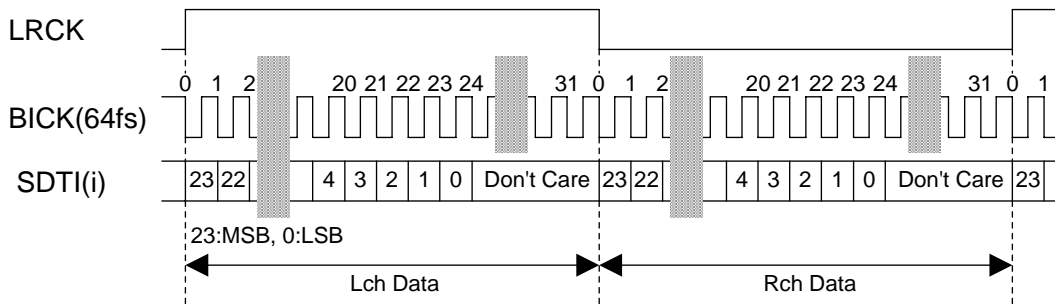 LRCK
0 1 2 20 21 22 23 24 31 0 1 2 20 21 22 23 24 31 0 1
BICK(64fs)
SDTI(i)
23 22 4 3 2 1 0 Don't Care 23 22 4 3 2 1 0 Don't Care 23
23:MSB, 0:LSB
Lch Data Rch Data